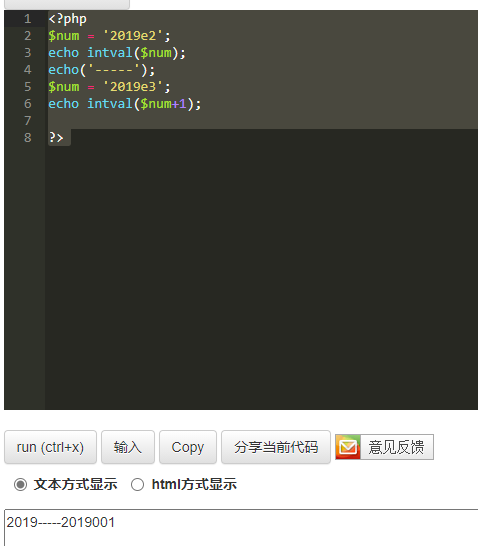 1 <?php
2 $num = '2019e2';
3 echo intval($num);
4 echo('-----');
5 $num = '2019e3';
6 echo intval($num+1);
7
8 ?>
run (ctrl+x) 输入 Copy 分享当前代码 意见反馈
文本方式显示 html方式显示
2019-----2019001